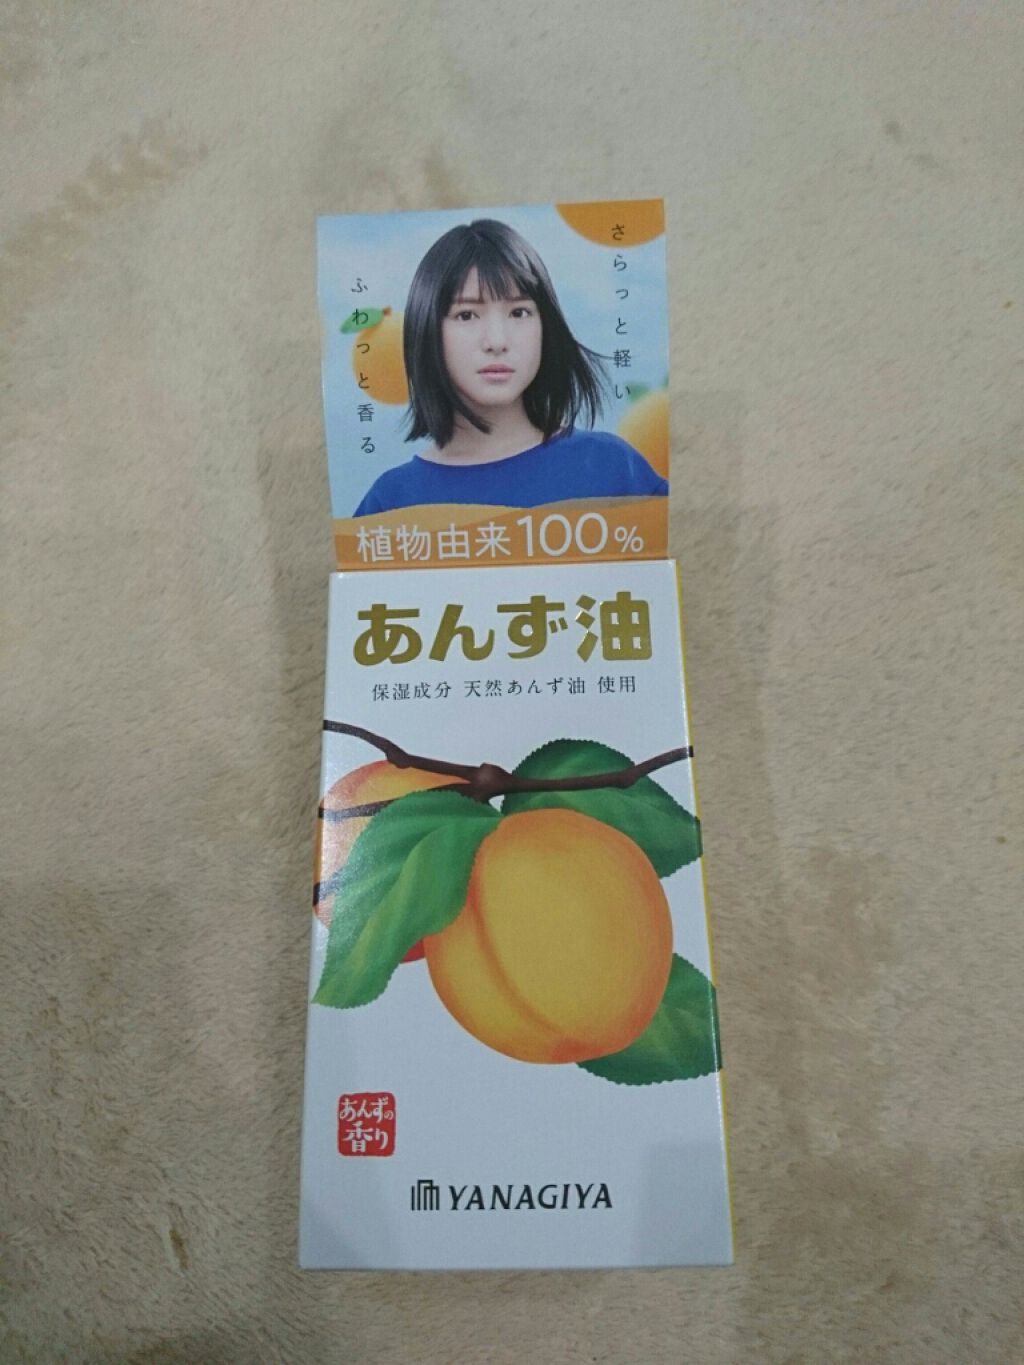 さらっと軽い
ふわっと香る
植物由来100%
あんず油
保湿成分 天然あんず油 使用
あんずの
香り
YANAGIYA